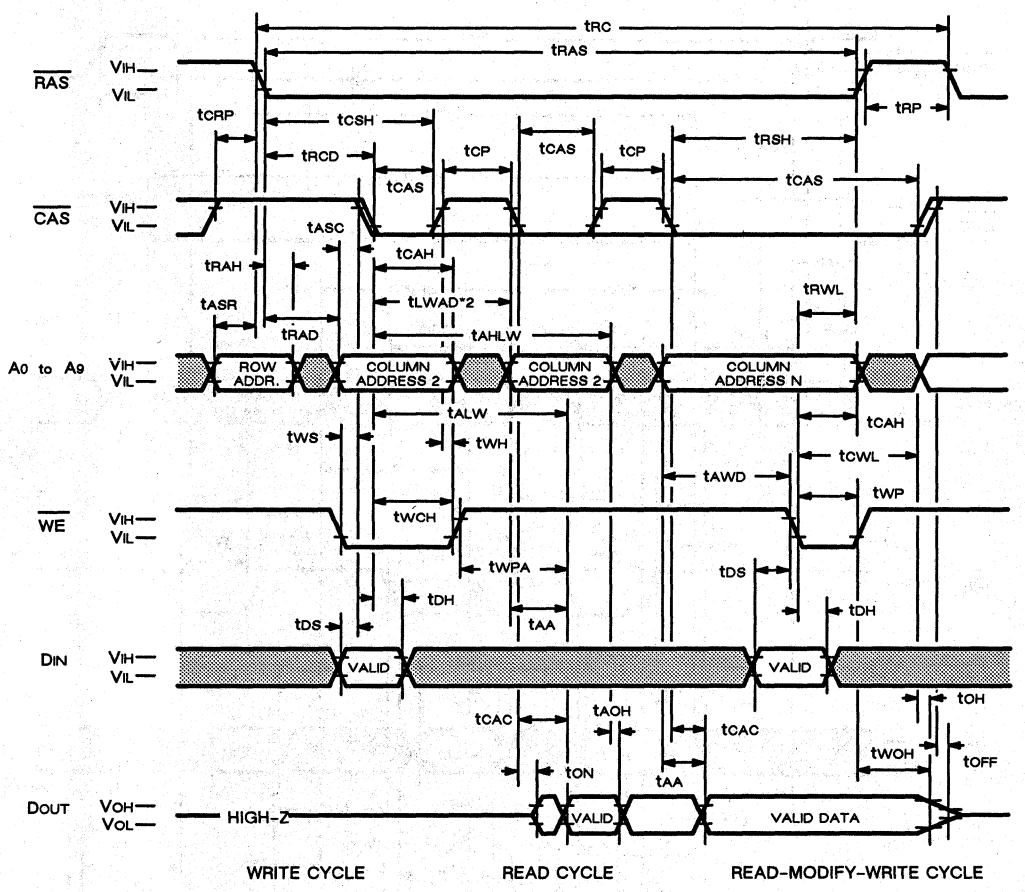 tRC
tRAS
RAS
VIH
VIL
tRP
tCRP
tCSH
tRCD
tCAS
tCP
tCAS
tCP
tRSH
tCAS
CAS
VIH
VIL
tASC
tRAH
tCAH
tASR
tRAD
tLWAD*2
tAHLW
tRWL
A0 to A9
VIH
VIL
ROW ADDR.
COLUMN ADDRESS 2
COLUMN ADDRESS 2
COLUMN ADDRESS N
tALW
tCAH
tWS
tWH
tCWL
tAWD
tWP
tWCH
WE
VIH
VIL
tWPA
tDS
tDH
tAA
tDH
tDS
DIN
VIH
VIL
VALID
VALID
tOH
tCAC
tAOH
tCAC
tWOH
tOFF
tON
tAA
DOUT
VOH
VOL
HIGH-Z
VALID
VALID DATA
WRITE CYCLE
READ CYCLE
READ-MODIFY-WRITE CYCLE